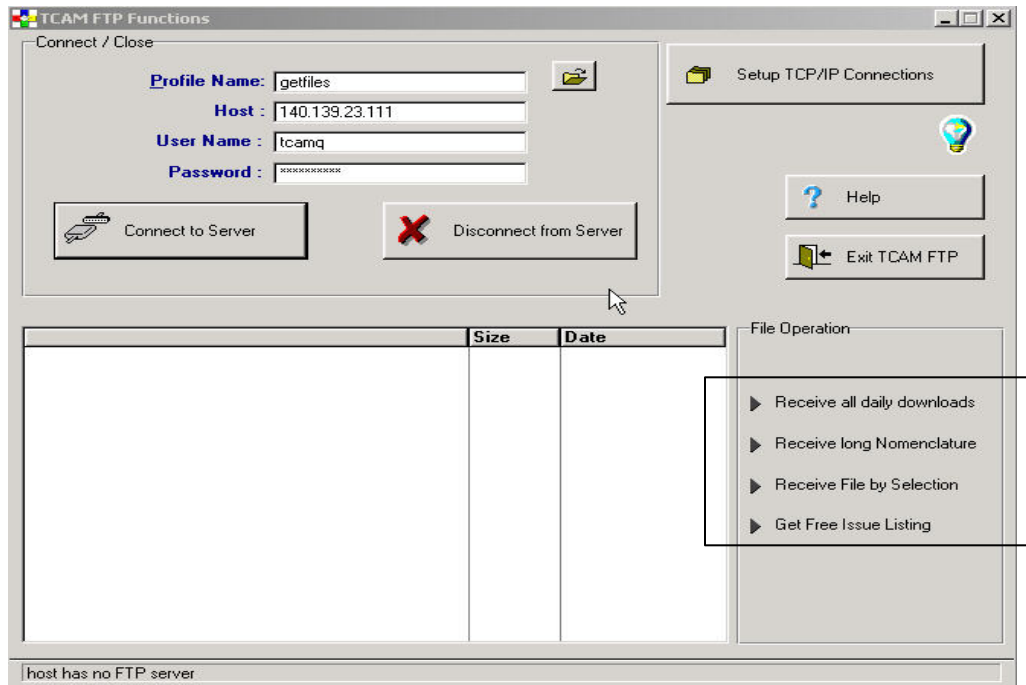 TCAM FTP Functions
Connect / Close
Profile Name: getfiles
Host : 140.139.23.111
User Name : tcamq
Password : **********
Connect to Server
Disconnect from Server
Setup TCP/IP Connections
Help
Exit TCAM FTP
Size Date
File Operation
Receive all daily downloads
Receive long Nomenclature
Receive File by Selection
Get Free Issue Listing
host has no FTP server